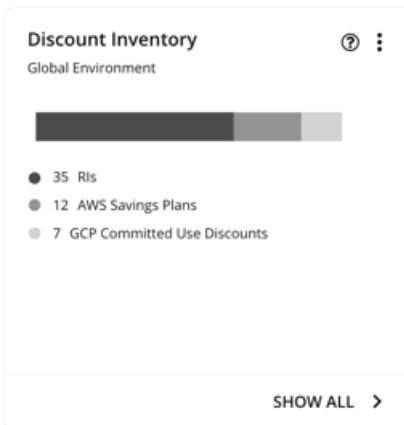 Discount Inventory
Global Environment
35 RIs
12 AWS Savings Plans
7 GCP Committed Use Discounts
SHOW ALL